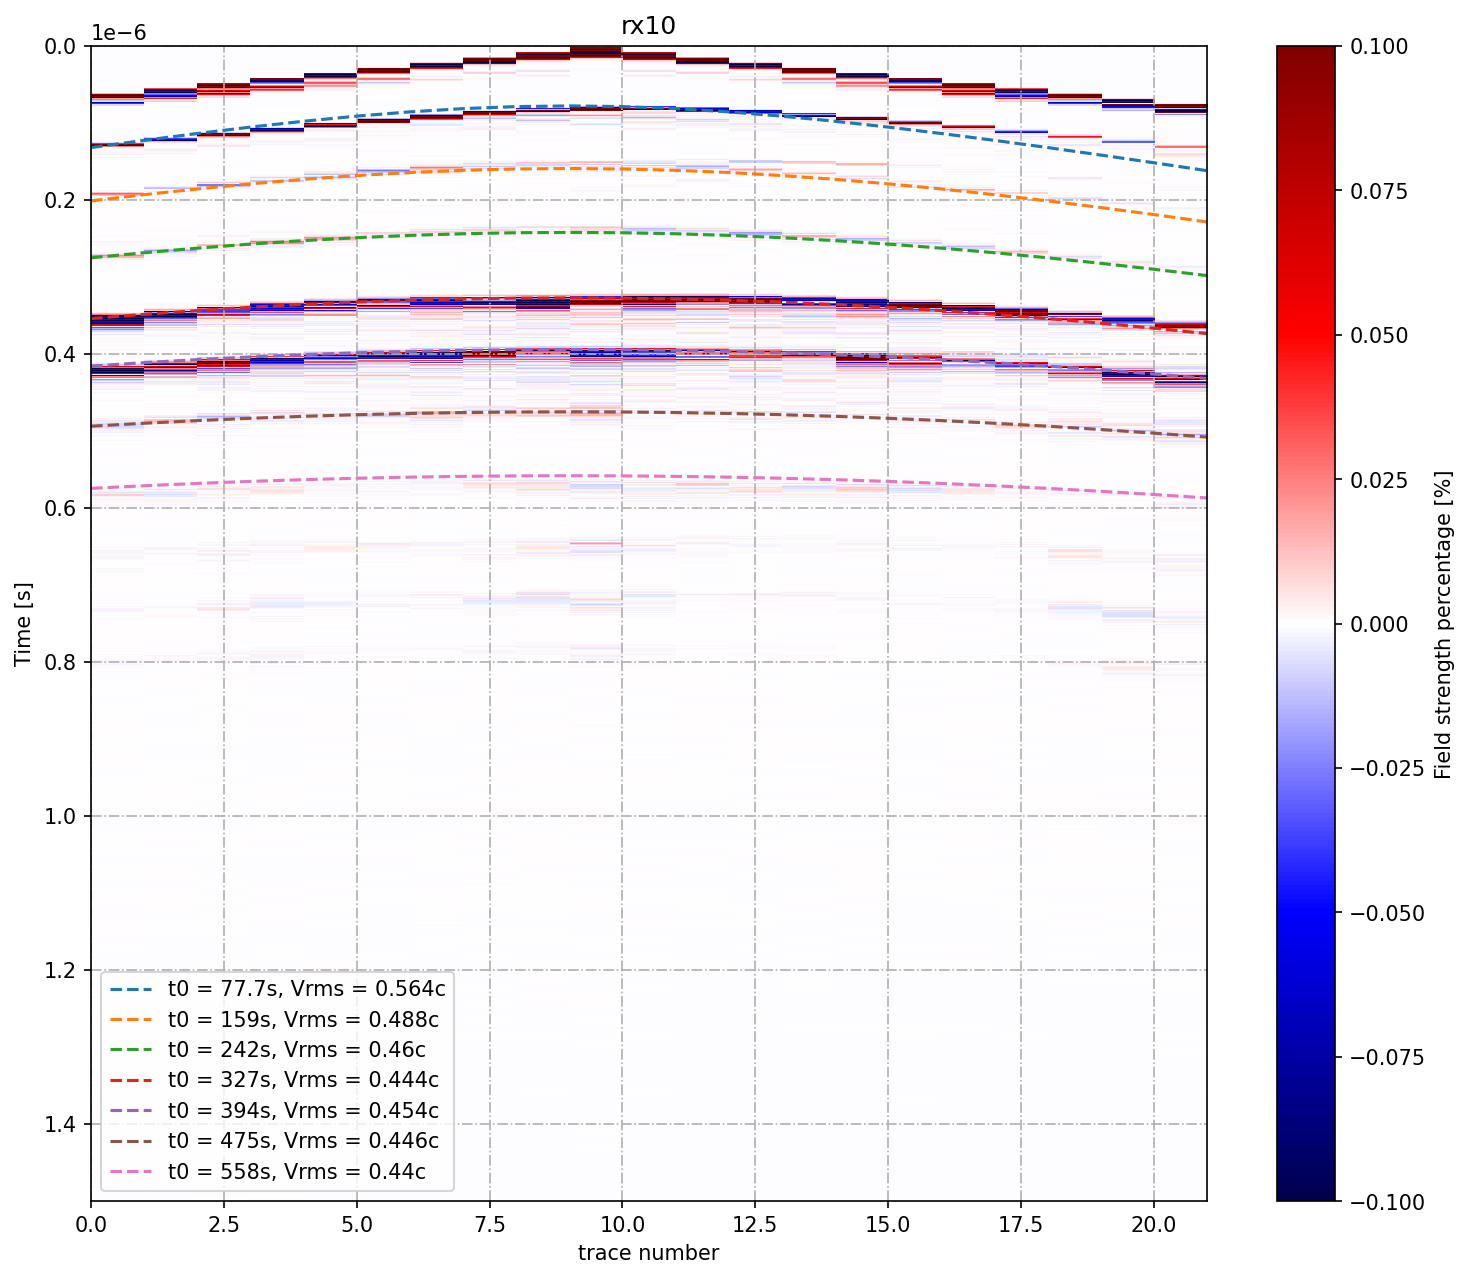 rx10
1e−6
0.0
0.2
0.4
0.6
0.8
1.0
1.2
1.4
Time [s]
t0 = 77.7s, Vrms = 0.564c
t0 = 159s, Vrms = 0.488c
t0 = 242s, Vrms = 0.46c
t0 = 327s, Vrms = 0.444c
t0 = 394s, Vrms = 0.454c
t0 = 475s, Vrms = 0.446c
t0 = 558s, Vrms = 0.44c
0.0 2.5 5.0 7.5 10.0 12.5 15.0 17.5 20.0
trace number
0.100
0.075
0.050
0.025
0.000
−0.025
−0.050
−0.075
−0.100
Field strength percentage [%]